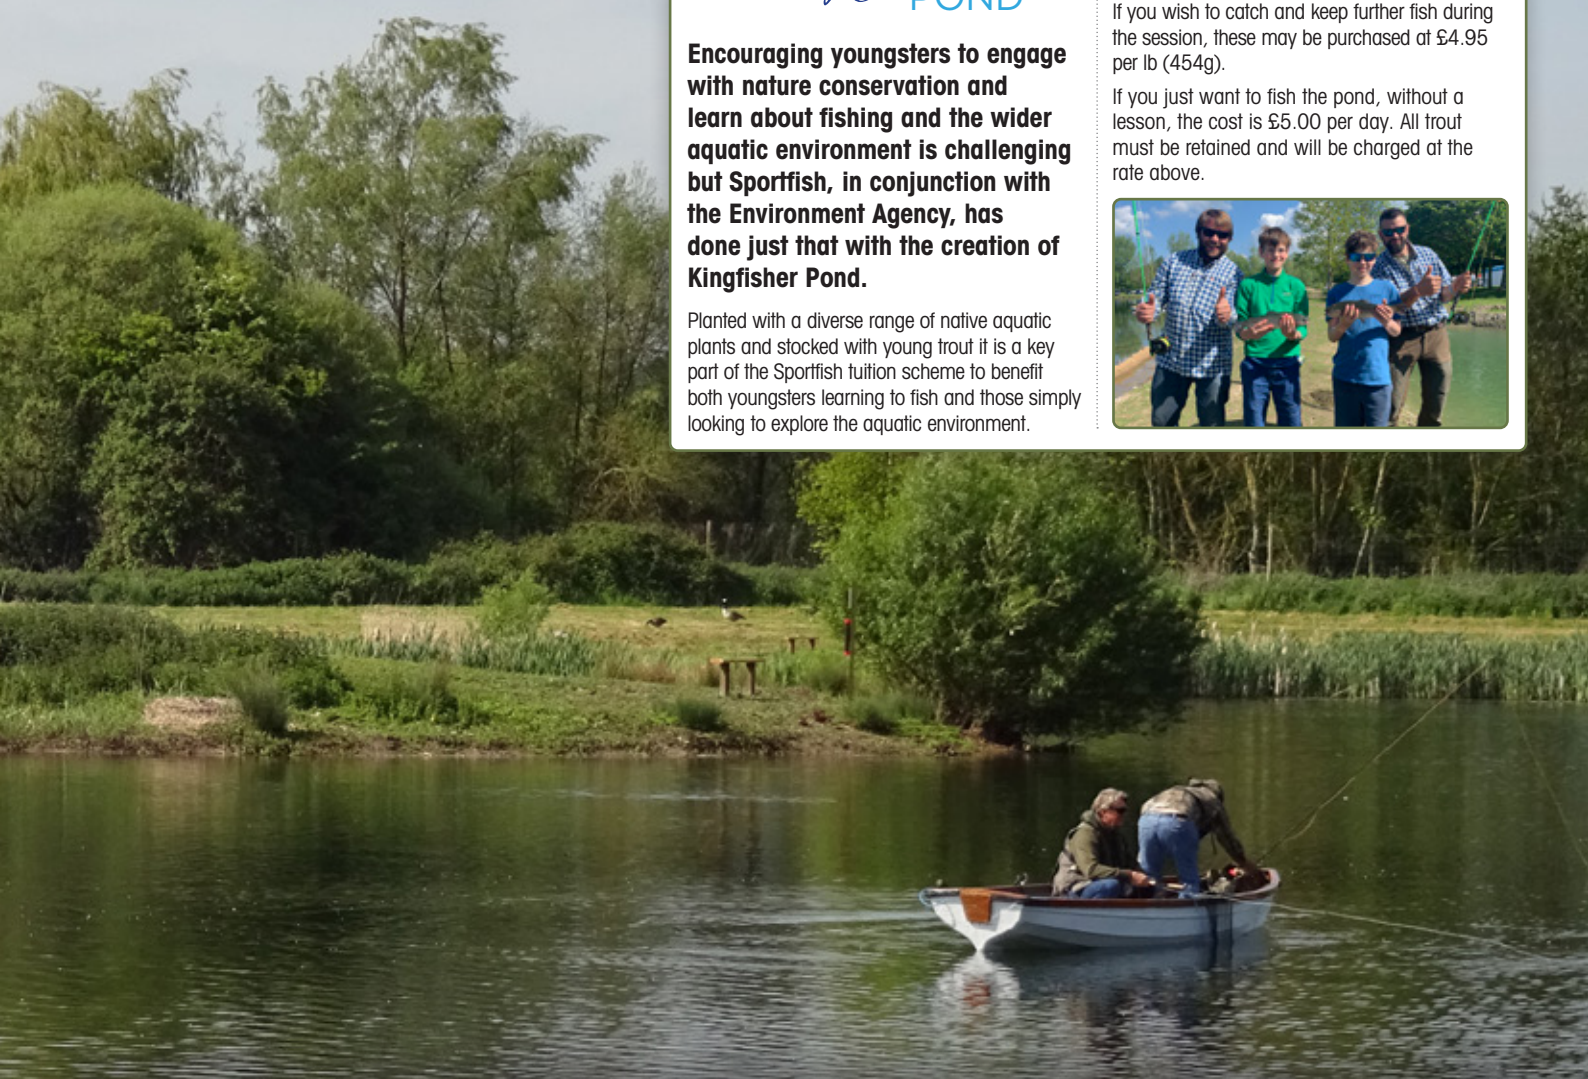 POND
Encouraging youngsters to engage
with nature conservation and
learn about fishing and the wider
aquatic environment is challenging
but Sportfish, in conjunction with
the Environment Agency, has
done just that with the creation of
Kingfisher Pond.
Planted with a diverse range of native aquatic
plants and stocked with young trout it is a key
part of the Sportfish tuition scheme to benefit
both youngsters learning to fish and those simply
looking to explore the aquatic environment.
If you wish to catch and keep further fish during
the session, these may be purchased at £4.95
per lb (454g).
If you just want to fish the pond, without a
lesson, the cost is £5.00 per day. All trout
must be retained and will be charged at the
rate above.